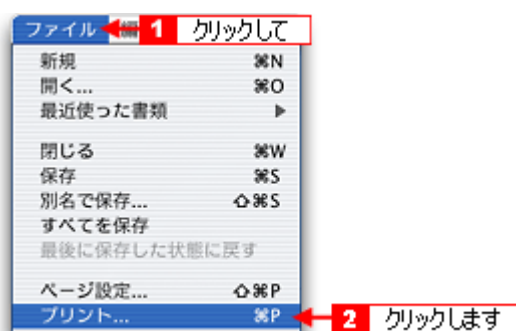 ファイル 1 クリックして
新規 ⌘N
開く... ⌘O
最近使った書類 ▶
閉じる ⌘W
保存 ⌘S
別名で保存... ⇧⌘S
すべてを保存
最後に保存した状態に戻す
ページ設定... ⇧⌘P
プリント... ⌘P 2 クリックします